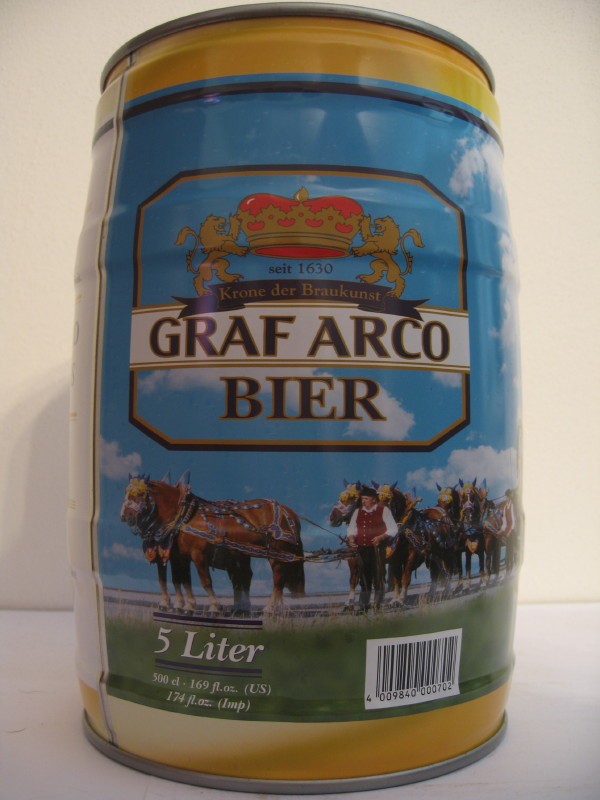 seit 1630
Krone der Braukunst
GRAF ARCO
BIER
5 Liter
500 cl · 169 fl.oz. (US)
174 fl.oz. (Imp)
4 009840 000702